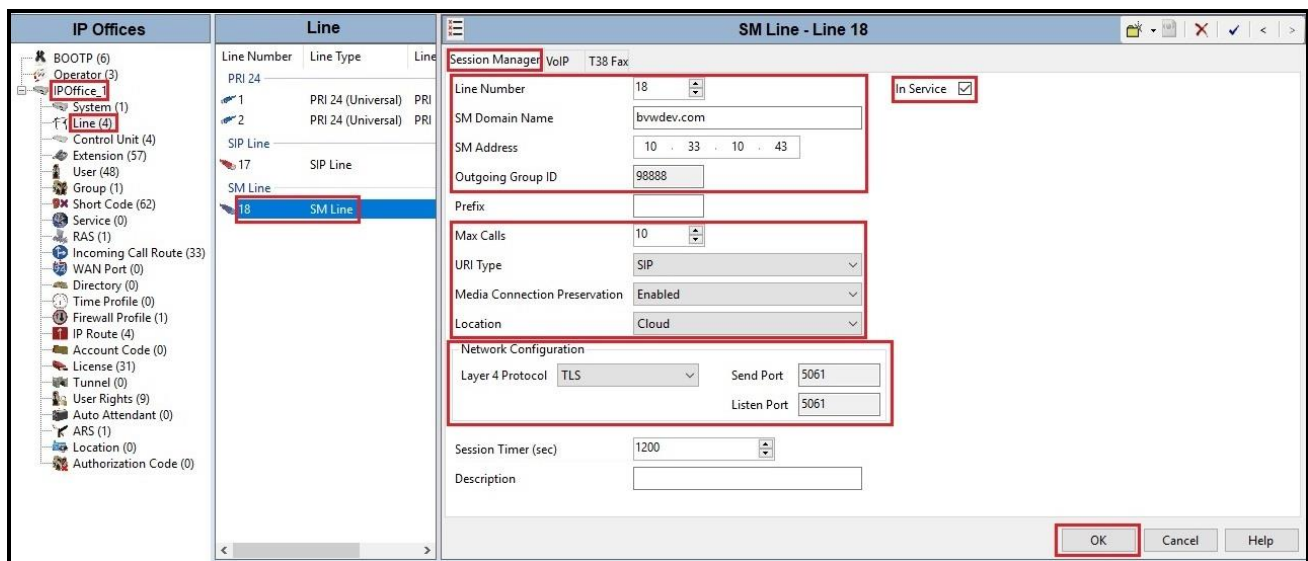 IP Offices
BOOTP (6)
Operator (3)
IPOffice_1
System (1)
Line (4)
Control Unit (4)
Extension (57)
User (48)
Group (1)
Short Code (62)
Service (0)
RAS (1)
Incoming Call Route (33)
WAN Port (0)
Directory (0)
Time Profile (0)
Firewall Profile (1)
IP Route (4)
Account Code (0)
License (31)
Tunnel (0)
User Rights (9)
Auto Attendant (0)
ARS (1)
Location (0)
Authorization Code (0)
Line
Line Number Line Type Line
PRI 24
1 PRI 24 (Universal) PRI
2 PRI 24 (Universal) PRI
SIP Line
17 SIP Line
SM Line
18 SM Line
SM Line - Line 18
Session Manager VoIP T38 Fax
Line Number 18
In Service
SM Domain Name bvwdev.com
SM Address 10 . 33 . 10 . 43
Outgoing Group ID 98888
Prefix
Max Calls 10
URI Type SIP
Media Connection Preservation Enabled
Location Cloud
Network Configuration
Layer 4 Protocol TLS Send Port 5061
Listen Port 5061
Session Timer (sec) 1200
Description
OK Cancel Help